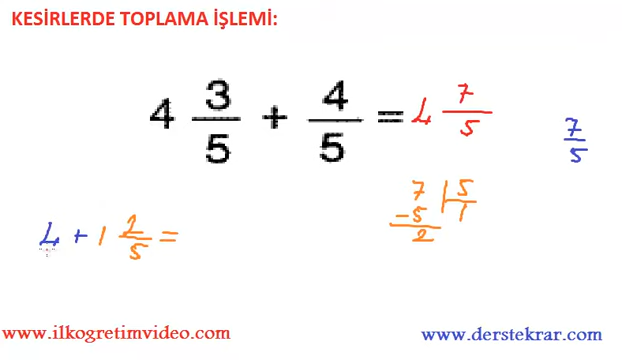 KESİRLERDE TOPLAMA İŞLEMİ:
4 3/5 + 4/5 = 4 7/5
7/5
7 | 5
-5 | 1
2
4 + 1 2/5 =
www.ilkogretimvideo.com
www.derstekrar.com